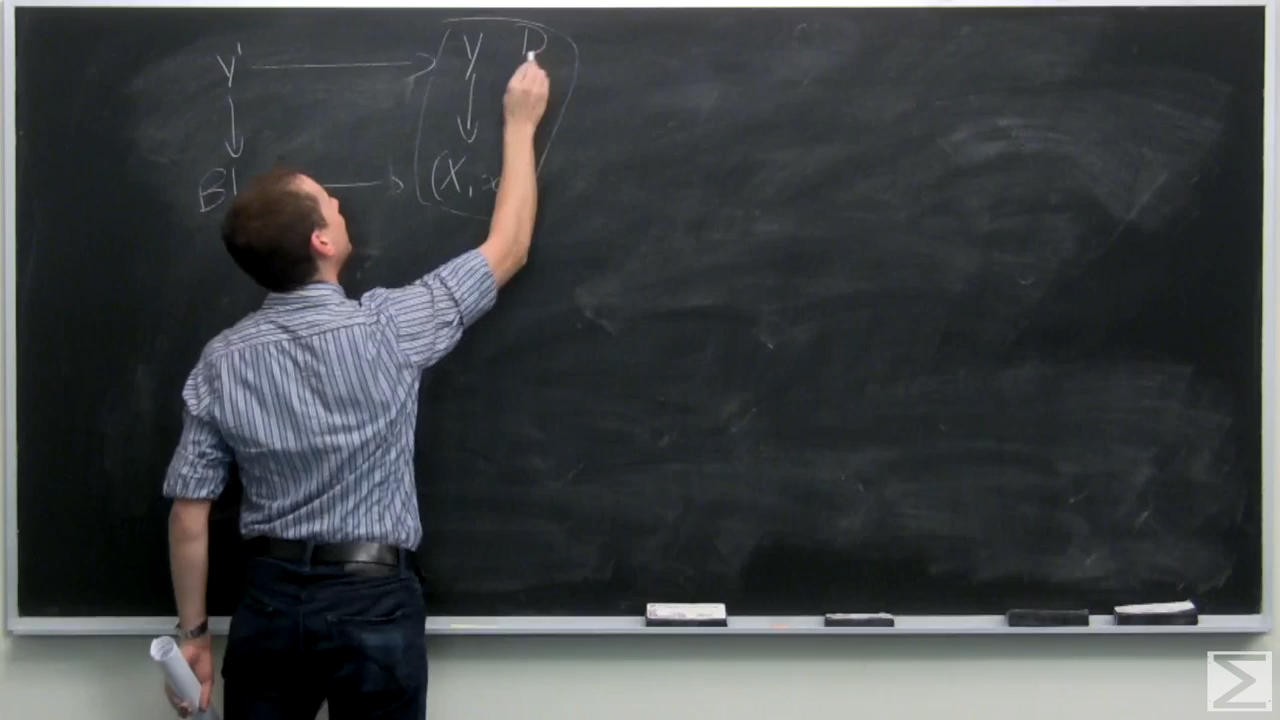 Y' → Y D
↓ ↓
Bl → (X, x
Σ